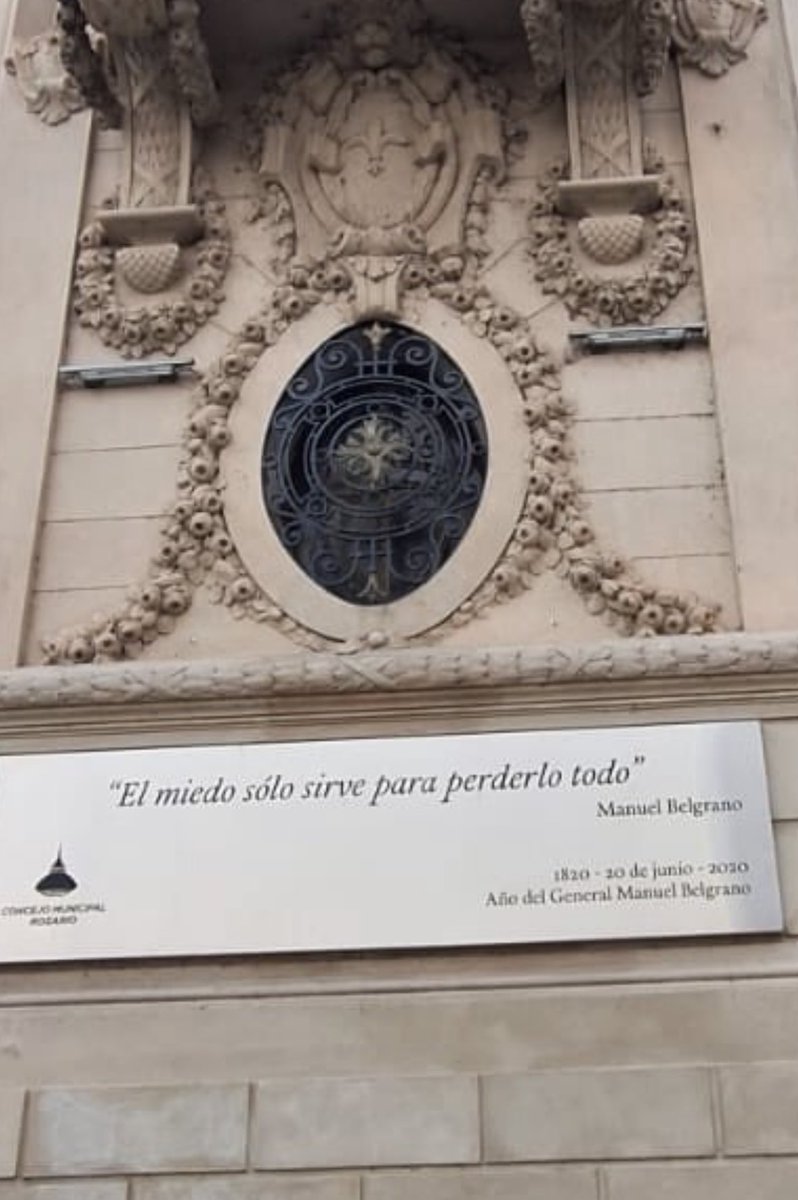 “El miedo sólo sirve para perderlo todo”
Manuel Belgrano
1820 - 20 de junio - 2020
Año del General Manuel Belgrano
CONCEJO MUNICIPAL
ROSARIO